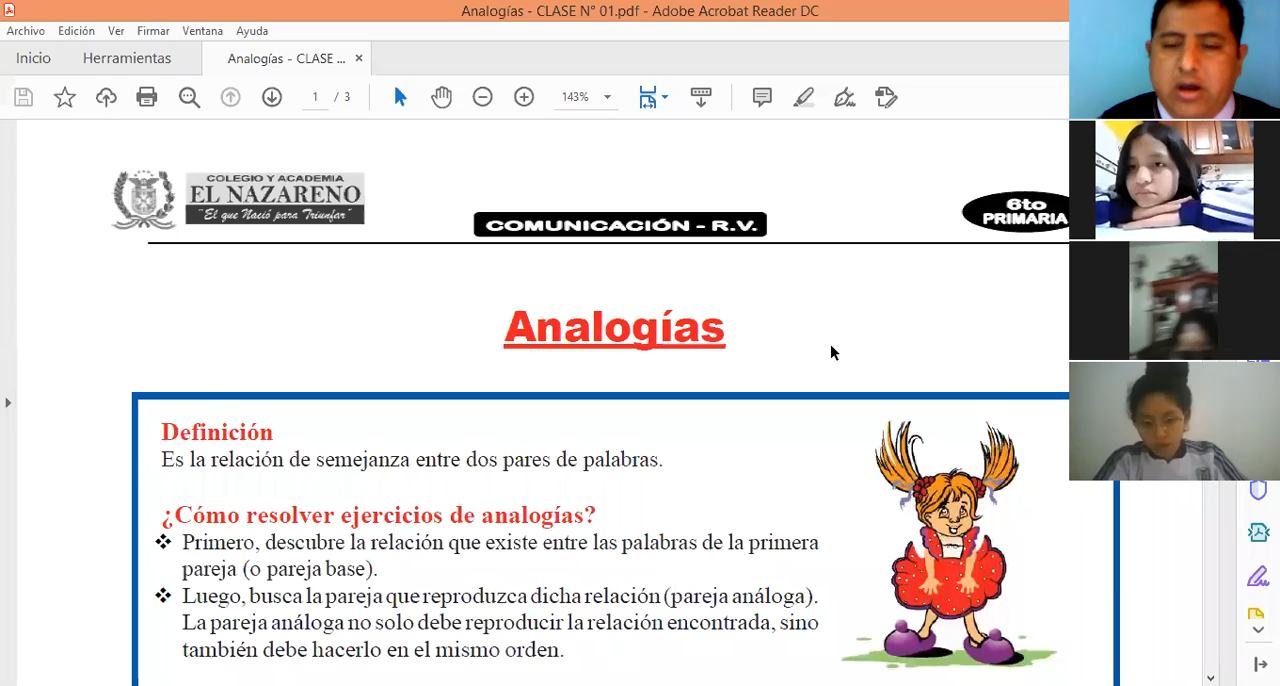 Analogías - CLASE N° 01.pdf - Adobe Acrobat Reader DC
Archivo Edición Ver Firmar Ventana Ayuda
Inicio Herramientas Analogías - CLASE ... ×
1 / 3 143%
COLEGIO Y ACADEMIA
EL NAZARENO
"El que Nació para Triunfar"
COMUNICACIÓN - R.V.
6to
PRIMARIA
Analogías
Definición
Es la relación de semejanza entre dos pares de palabras.
¿Cómo resolver ejercicios de analogías?
❖ Primero, descubre la relación que existe entre las palabras de la primera
pareja (o pareja base).
❖ Luego, busca la pareja que reproduzca dicha relación (pareja análoga).
La pareja análoga no solo debe reproducir la relación encontrada, sino
también debe hacerlo en el mismo orden.